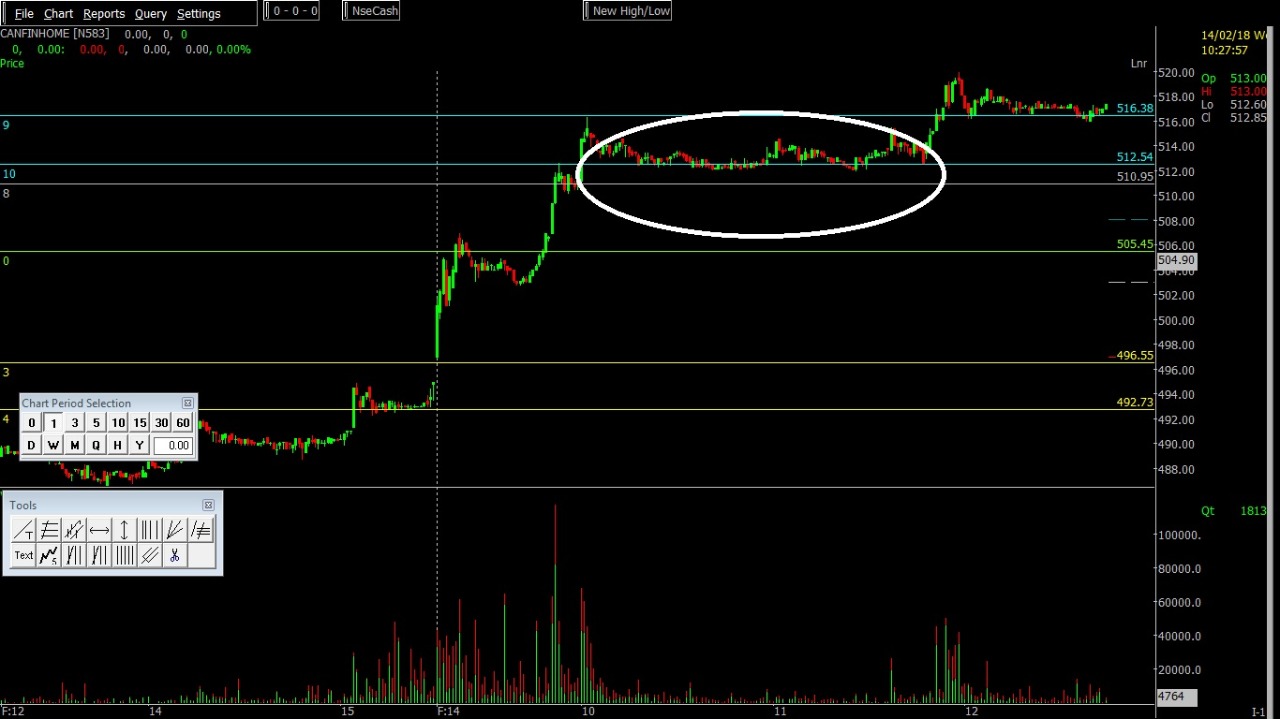 File Chart Reports Query Settings
0 - 0 - 0
NseCash
New High/Low
CANFINHOME [N583] 0.00, 0, 0
0, 0.00: 0.00, 0, 0.00, 0.00, 0.00%
Price
Lnr
14/02/18 We
10:27:57
Op 513.00
Hi 513.00
Lo 512.60
Cl 512.85
520.00
518.00
516.38
516.00
9
514.00
512.54
512.00
10
510.95
510.00
8
508.00
506.00
505.45
0
504.90
504.00
502.00
500.00
498.00
496.55
496.00
3
494.00
492.73
492.00
4
490.00
488.00
Chart Period Selection
0 1 3 5 10 15 30 60
D W M Q H Y 0.00
Tools
Text
Qt 1813
100000.
80000.0
60000.0
40000.0
20000.0
4764
F:12 14 15 F:14 10 11 12 I-1